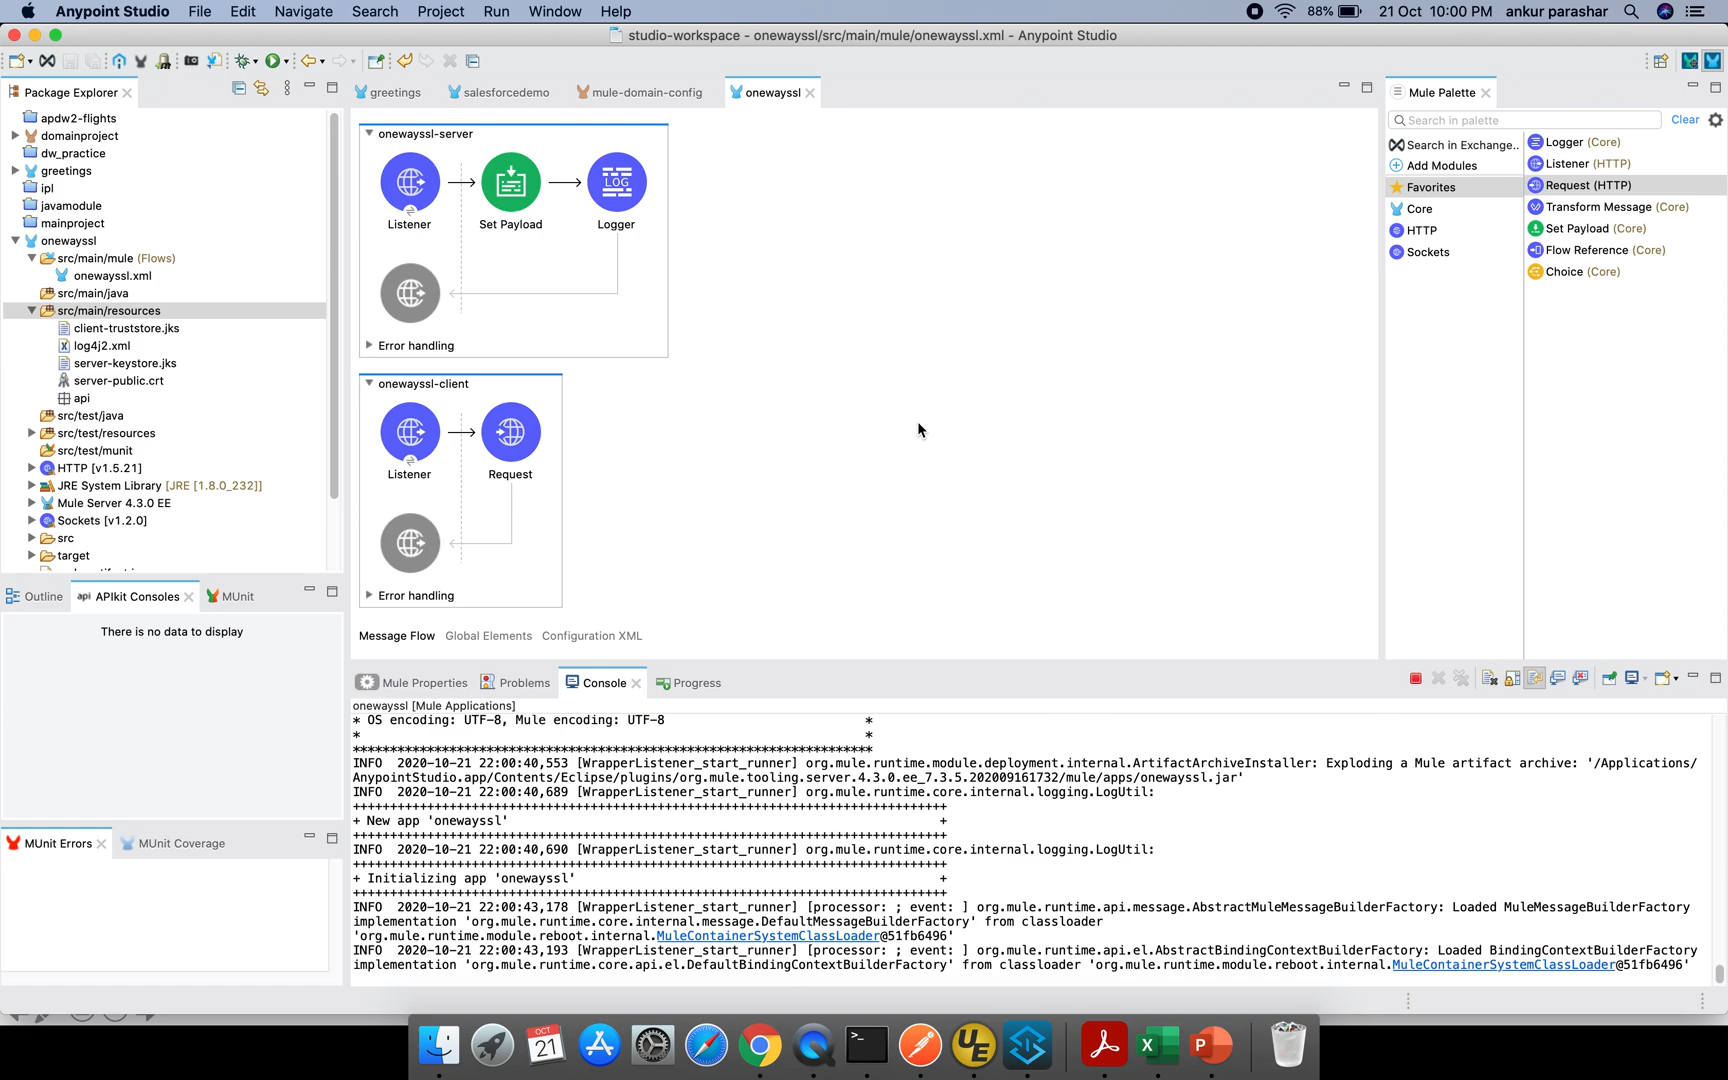 Anypoint Studio File Edit Navigate Search Project Run Window Help 88% 21 Oct 10:00 PM ankur parashar
studio-workspace - onewayssl/src/main/mule/onewayssl.xml - Anypoint Studio
Package Explorer
apdw2-flights
domainproject
dw_practice
greetings
ipl
javamodule
mainproject
onewayssl
src/main/mule (Flows)
onewayssl.xml
src/main/java
src/main/resources
client-truststore.jks
log4j2.xml
server-keystore.jks
server-public.crt
api
src/test/java
src/test/resources
src/test/munit
HTTP [v1.5.21]
JRE System Library [JRE [1.8.0_232]]
Mule Server 4.3.0 EE
Sockets [v1.2.0]
src
target
greetings salesforcedemo mule-domain-config onewayssl
onewayssl-server
LOG
Listener Set Payload Logger
Error handling
onewayssl-client
Listener Request
Error handling
Message Flow Global Elements Configuration XML
Mule Palette
Search in palette Clear
Search in Exchange..
Add Modules
Favorites
Core
HTTP
Sockets
Logger (Core)
Listener (HTTP)
Request (HTTP)
Transform Message (Core)
Set Payload (Core)
Flow Reference (Core)
Choice (Core)
Outline api APIkit Consoles MUnit
There is no data to display
MUnit Errors MUnit Coverage
Mule Properties Problems Console Progress
onewayssl [Mule Applications]
* OS encoding: UTF-8, Mule encoding: UTF-8 *
* *
**********************************************************************
INFO 2020-10-21 22:00:40,553 [WrapperListener_start_runner] org.mule.runtime.module.deployment.internal.ArtifactArchiveInstaller: Exploding a Mule artifact archive: '/Applications/
AnypointStudio.app/Contents/Eclipse/plugins/org.mule.tooling.server.4.3.0.ee_7.3.5.202009161732/mule/apps/onewayssl.jar'
INFO 2020-10-21 22:00:40,689 [WrapperListener_start_runner] org.mule.runtime.core.internal.logging.LogUtil:
++++++++++++++++++++++++++++++++++++++++++++++++++++++++++++++++++++++++++++++++
+ New app 'onewayssl' +
++++++++++++++++++++++++++++++++++++++++++++++++++++++++++++++++++++++++++++++++
INFO 2020-10-21 22:00:40,690 [WrapperListener_start_runner] org.mule.runtime.core.internal.logging.LogUtil:
++++++++++++++++++++++++++++++++++++++++++++++++++++++++++++++++++++++++++++++++
+ Initializing app 'onewayssl' +
++++++++++++++++++++++++++++++++++++++++++++++++++++++++++++++++++++++++++++++++
INFO 2020-10-21 22:00:43,178 [WrapperListener_start_runner] [processor: ; event: ] org.mule.runtime.api.message.AbstractMuleMessageBuilderFactory: Loaded MuleMessageBuilderFactory
implementation 'org.mule.runtime.core.internal.message.DefaultMessageBuilderFactory' from classloader
'org.mule.runtime.module.reboot.internal.MuleContainerSystemClassLoader@51fb6496'
INFO 2020-10-21 22:00:43,193 [WrapperListener_start_runner] [processor: ; event: ] org.mule.runtime.api.el.AbstractBindingContextBuilderFactory: Loaded BindingContextBuilderFactory
implementation 'org.mule.runtime.core.api.el.DefaultBindingContextBuilderFactory' from classloader 'org.mule.runtime.module.reboot.internal.MuleContainerSystemClassLoader@51fb6496'
OCT
21
UE
X
P